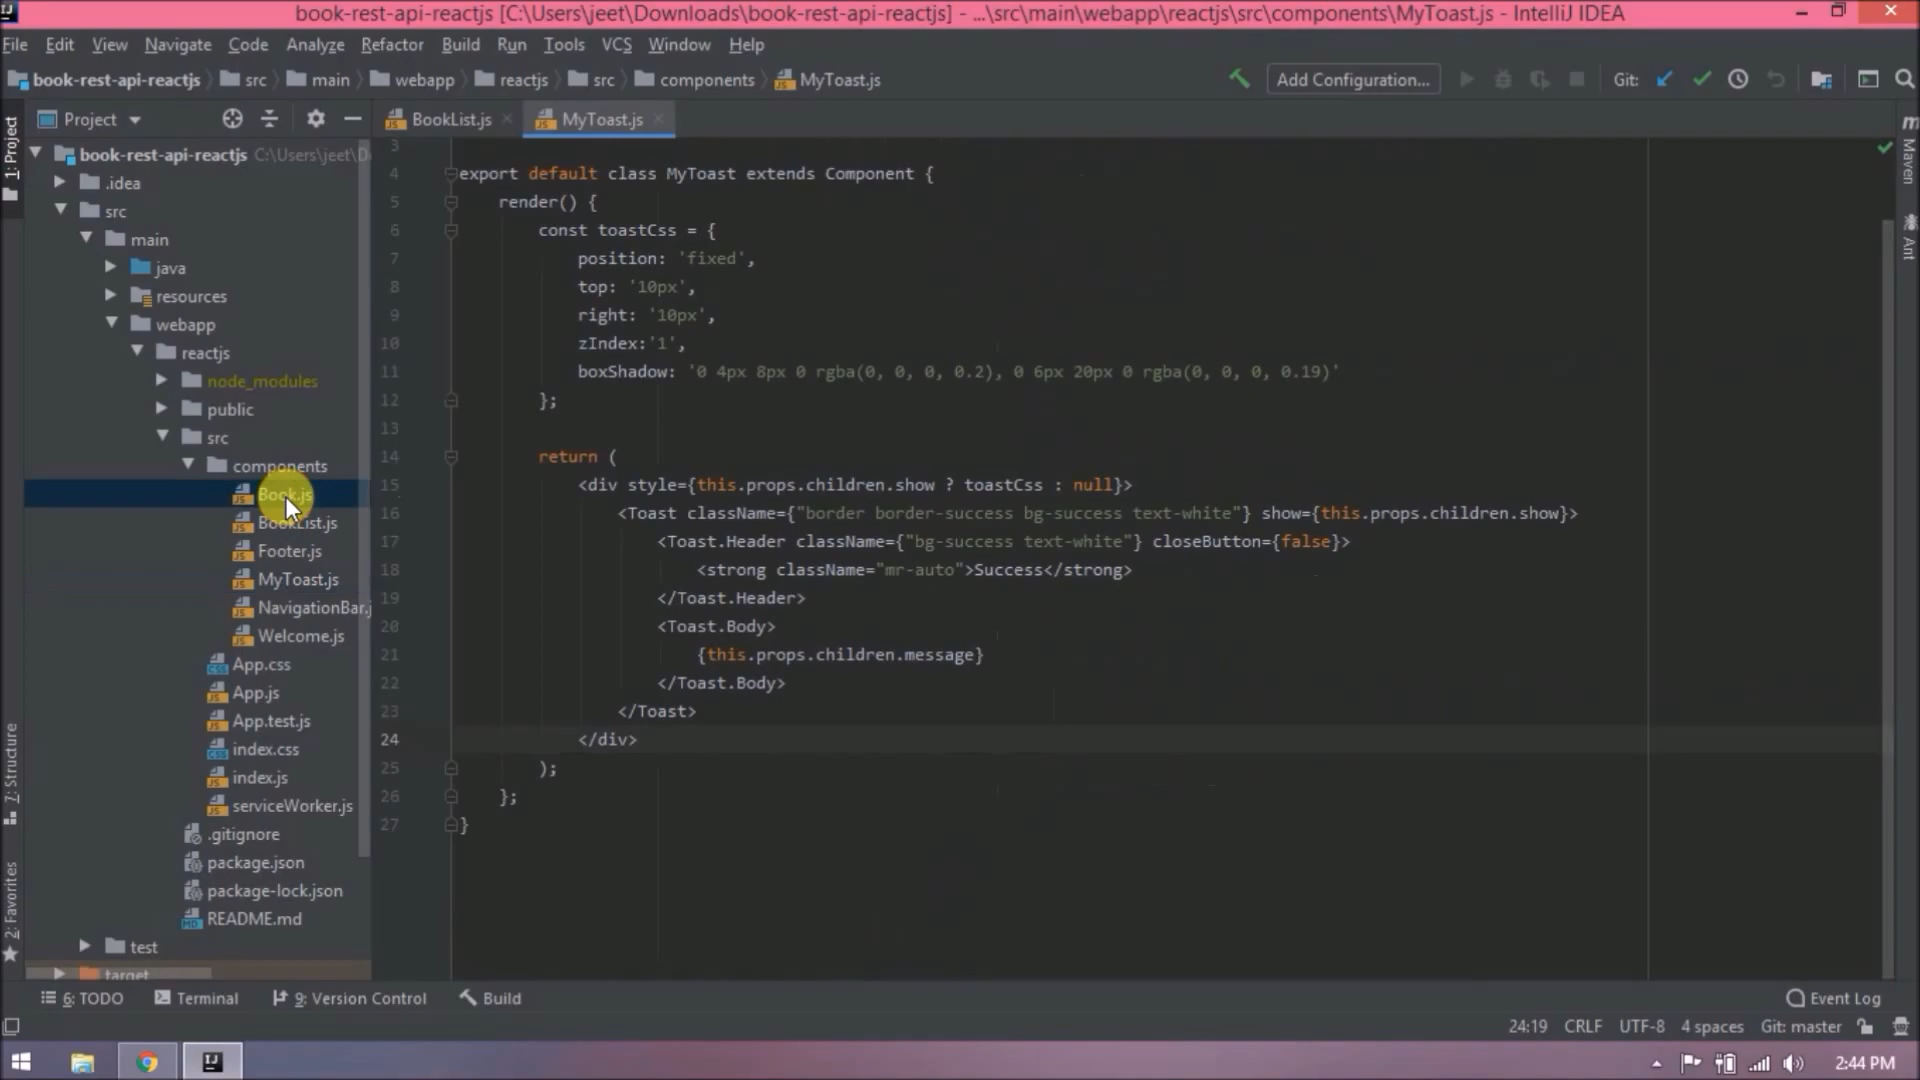 book-rest-api-reactjs [C:\Users\jeet\Downloads\book-rest-api-reactjs] - ...\src\main\webapp\reactjs\src\components\MyToast.js - IntelliJ IDEA
File Edit View Navigate Code Analyze Refactor Build Run Tools VCS Window Help
book-rest-api-reactjs src main webapp reactjs src components MyToast.js Add Configuration... Git:
Project BookList.js MyToast.js
1: Project
7: Structure
2: Favorites
Maven
Ant
book-rest-api-reactjs C:\Users\jeet\D
.idea
src
main
java
resources
webapp
reactjs
node_modules
public
src
components
Book.js
BookList.js
Footer.js
MyToast.js
NavigationBar.j
Welcome.js
App.css
App.js
App.test.js
index.css
index.js
serviceWorker.js
.gitignore
package.json
package-lock.json
README.md
test
target
3
4 export default class MyToast extends Component {
5 render() {
6 const toastCss = {
7 position: 'fixed',
8 top: '10px',
9 right: '10px',
10 zIndex:'1',
11 boxShadow: '0 4px 8px 0 rgba(0, 0, 0, 0.2), 0 6px 20px 0 rgba(0, 0, 0, 0.19)'
12 };
13
14 return (
15 <div style={this.props.children.show ? toastCss : null}>
16 <Toast className={"border border-success bg-success text-white"} show={this.props.children.show}>
17 <Toast.Header className={"bg-success text-white"} closeButton={false}>
18 <strong className="mr-auto">Success</strong>
19 </Toast.Header>
20 <Toast.Body>
21 {this.props.children.message}
22 </Toast.Body>
23 </Toast>
24 </div>
25 );
26 };
27 }
6: TODO Terminal 9: Version Control Build Event Log
24:19 CRLF UTF-8 4 spaces Git: master
2:44 PM